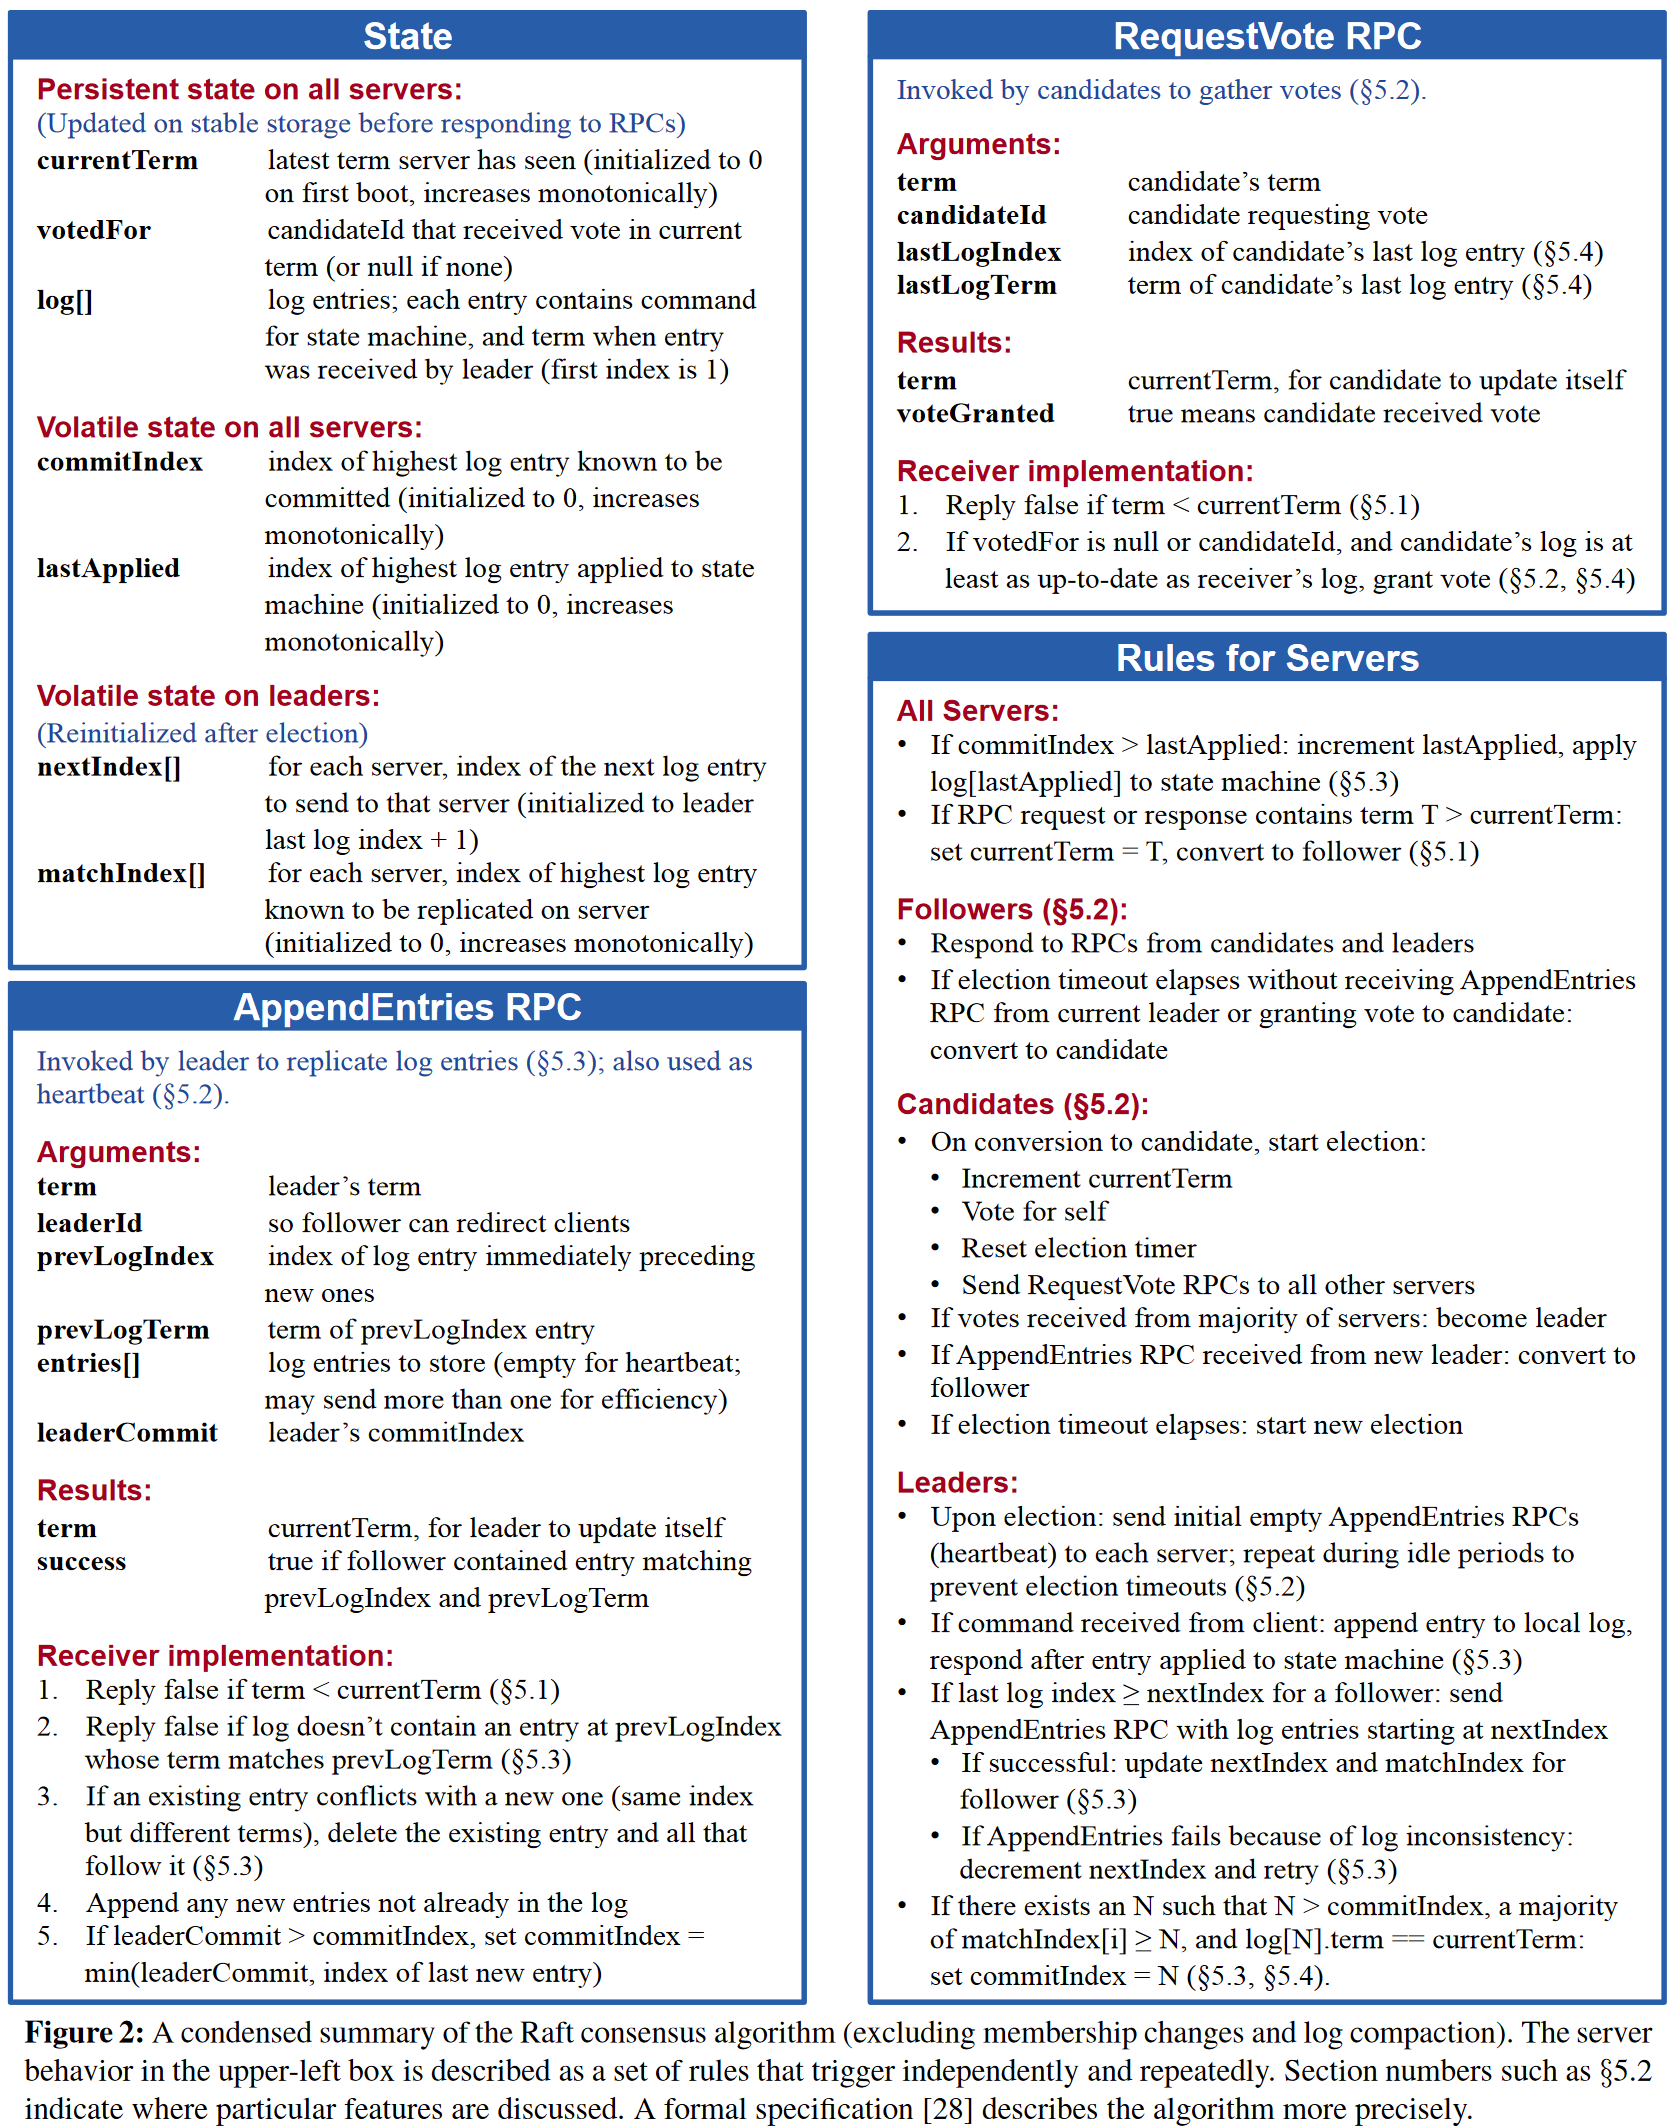 State
Persistent state on all servers:
(Updated on stable storage before responding to RPCs)
currentTerm latest term server has seen (initialized to 0
on first boot, increases monotonically)
votedFor candidateId that received vote in current
term (or null if none)
log[] log entries; each entry contains command
for state machine, and term when entry
was received by leader (first index is 1)
Volatile state on all servers:
commitIndex index of highest log entry known to be
committed (initialized to 0, increases
monotonically)
lastApplied index of highest log entry applied to state
machine (initialized to 0, increases
monotonically)
Volatile state on leaders:
(Reinitialized after election)
nextIndex[] for each server, index of the next log entry
to send to that server (initialized to leader
last log index + 1)
matchIndex[] for each server, index of highest log entry
known to be replicated on server
(initialized to 0, increases monotonically)
AppendEntries RPC
Invoked by leader to replicate log entries (§5.3); also used as
heartbeat (§5.2).
Arguments:
term leader’s term
leaderId so follower can redirect clients
prevLogIndex index of log entry immediately preceding
new ones
prevLogTerm term of prevLogIndex entry
entries[] log entries to store (empty for heartbeat;
may send more than one for efficiency)
leaderCommit leader’s commitIndex
Results:
term currentTerm, for leader to update itself
success true if follower contained entry matching
prevLogIndex and prevLogTerm
Receiver implementation:
1. Reply false if term < currentTerm (§5.1)
2. Reply false if log doesn’t contain an entry at prevLogIndex
whose term matches prevLogTerm (§5.3)
3. If an existing entry conflicts with a new one (same index
but different terms), delete the existing entry and all that
follow it (§5.3)
4. Append any new entries not already in the log
5. If leaderCommit > commitIndex, set commitIndex =
min(leaderCommit, index of last new entry)
RequestVote RPC
Invoked by candidates to gather votes (§5.2).
Arguments:
term candidate’s term
candidateId candidate requesting vote
lastLogIndex index of candidate’s last log entry (§5.4)
lastLogTerm term of candidate’s last log entry (§5.4)
Results:
term currentTerm, for candidate to update itself
voteGranted true means candidate received vote
Receiver implementation:
1. Reply false if term < currentTerm (§5.1)
2. If votedFor is null or candidateId, and candidate’s log is at
least as up-to-date as receiver’s log, grant vote (§5.2, §5.4)
Rules for Servers
All Servers:
• If commitIndex > lastApplied: increment lastApplied, apply
log[lastApplied] to state machine (§5.3)
• If RPC request or response contains term T > currentTerm:
set currentTerm = T, convert to follower (§5.1)
Followers (§5.2):
• Respond to RPCs from candidates and leaders
• If election timeout elapses without receiving AppendEntries
RPC from current leader or granting vote to candidate:
convert to candidate
Candidates (§5.2):
• On conversion to candidate, start election:
• Increment currentTerm
• Vote for self
• Reset election timer
• Send RequestVote RPCs to all other servers
• If votes received from majority of servers: become leader
• If AppendEntries RPC received from new leader: convert to
follower
• If election timeout elapses: start new election
Leaders:
• Upon election: send initial empty AppendEntries RPCs
(heartbeat) to each server; repeat during idle periods to
prevent election timeouts (§5.2)
• If command received from client: append entry to local log,
respond after entry applied to state machine (§5.3)
• If last log index ≥ nextIndex for a follower: send
AppendEntries RPC with log entries starting at nextIndex
• If successful: update nextIndex and matchIndex for
follower (§5.3)
• If AppendEntries fails because of log inconsistency:
decrement nextIndex and retry (§5.3)
• If there exists an N such that N > commitIndex, a majority
of matchIndex[i] ≥ N, and log[N].term == currentTerm:
set commitIndex = N (§5.3, §5.4).
Figure 2: A condensed summary of the Raft consensus algorithm (excluding membership changes and log compaction). The server
behavior in the upper-left box is described as a set of rules that trigger independently and repeatedly. Section numbers such as §5.2
indicate where particular features are discussed. A formal specification [28] describes the algorithm more precisely.